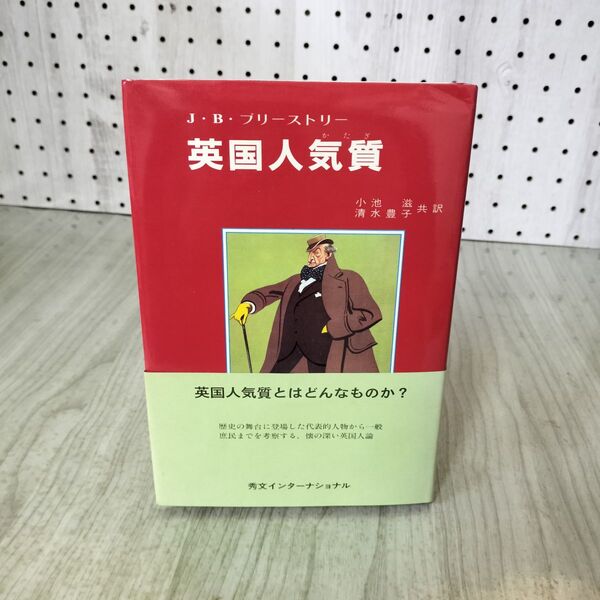 J・B・プリーストリー
かたぎ
英国人気質
小池 滋
清水豊子 共訳
英国人気質とはどんなものか?
歴史の舞台に登場した代表的人物から一般
庶民までを考察する、懐の深い英国人論
秀文インターナショナル